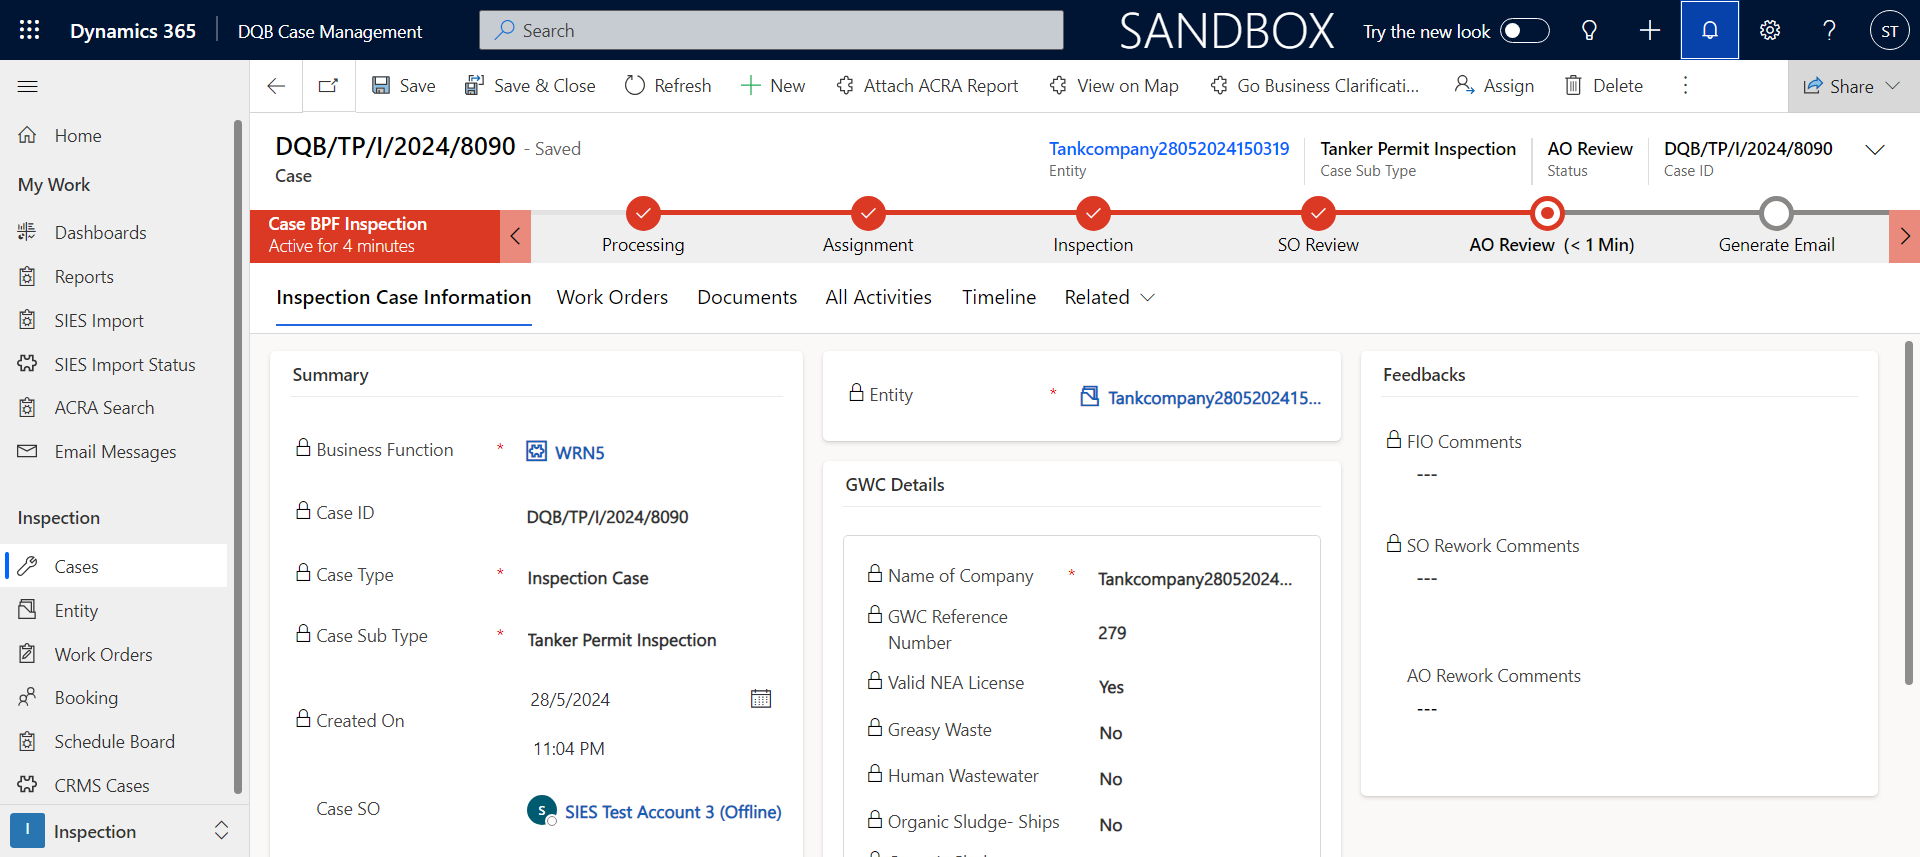 Dynamics 365
DQB Case Management
Search
SANDBOX
Try the new look
ST
Save
Save & Close
Refresh
New
Attach ACRA Report
View on Map
Go Business Clarificati...
Assign
Delete
Share
Home
My Work
Dashboards
Reports
SIES Import
SIES Import Status
ACRA Search
Email Messages
Inspection
Cases
Entity
Work Orders
Booking
Schedule Board
CRMS Cases
I
Inspection
DQB/TP/I/2024/8090 - Saved
Case
Tankcompany28052024150319
Entity
Tanker Permit Inspection
Case Sub Type
AO Review
Status
DQB/TP/I/2024/8090
Case ID
Case BPF Inspection
Active for 4 minutes
Processing
Assignment
Inspection
SO Review
AO Review (< 1 Min)
Generate Email
Inspection Case Information
Work Orders
Documents
All Activities
Timeline
Related
Summary
Business Function *
WRN5
Case ID
DQB/TP/I/2024/8090
Case Type *
Inspection Case
Case Sub Type *
Tanker Permit Inspection
Created On
28/5/2024
11:04 PM
Case SO
S
SIES Test Account 3 (Offline)
Entity *
Tankcompany2805202415...
GWC Details
Name of Company *
Tankcompany28052024...
GWC Reference
Number
279
Valid NEA License
Yes
Greasy Waste
No
Human Wastewater
No
Organic Sludge- Ships
No
Feedbacks
FIO Comments
---
SO Rework Comments
---
AO Rework Comments
---